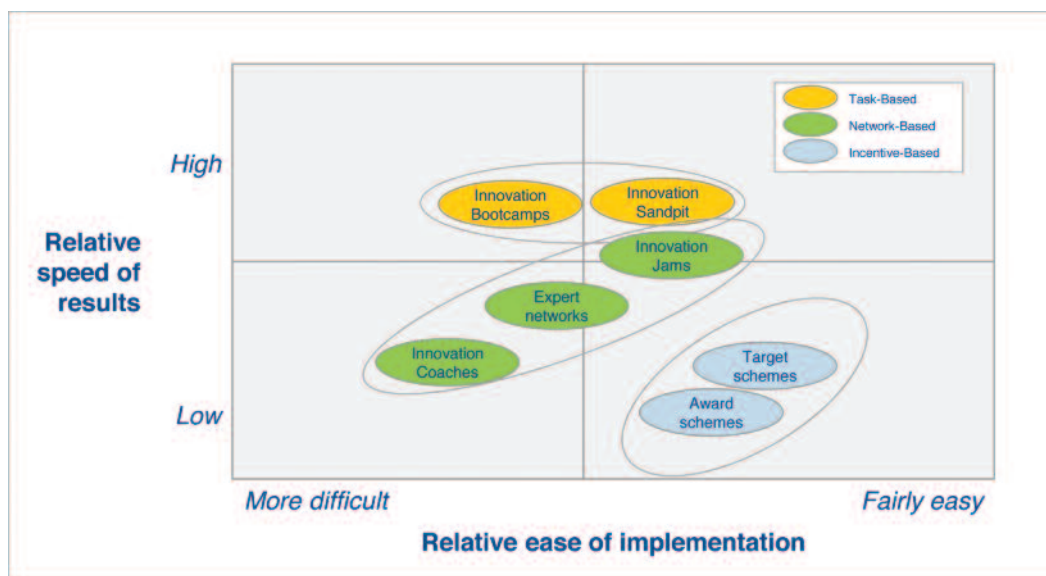 Task-Based
Network-Based
Incentive-Based
High
Relative
speed of
results
Low
Innovation
Bootcamps
Innovation
Sandpit
Innovation
Jams
Expert
networks
Innovation
Coaches
Target
schemes
Award
schemes
More difficult
Fairly easy
Relative ease of implementation